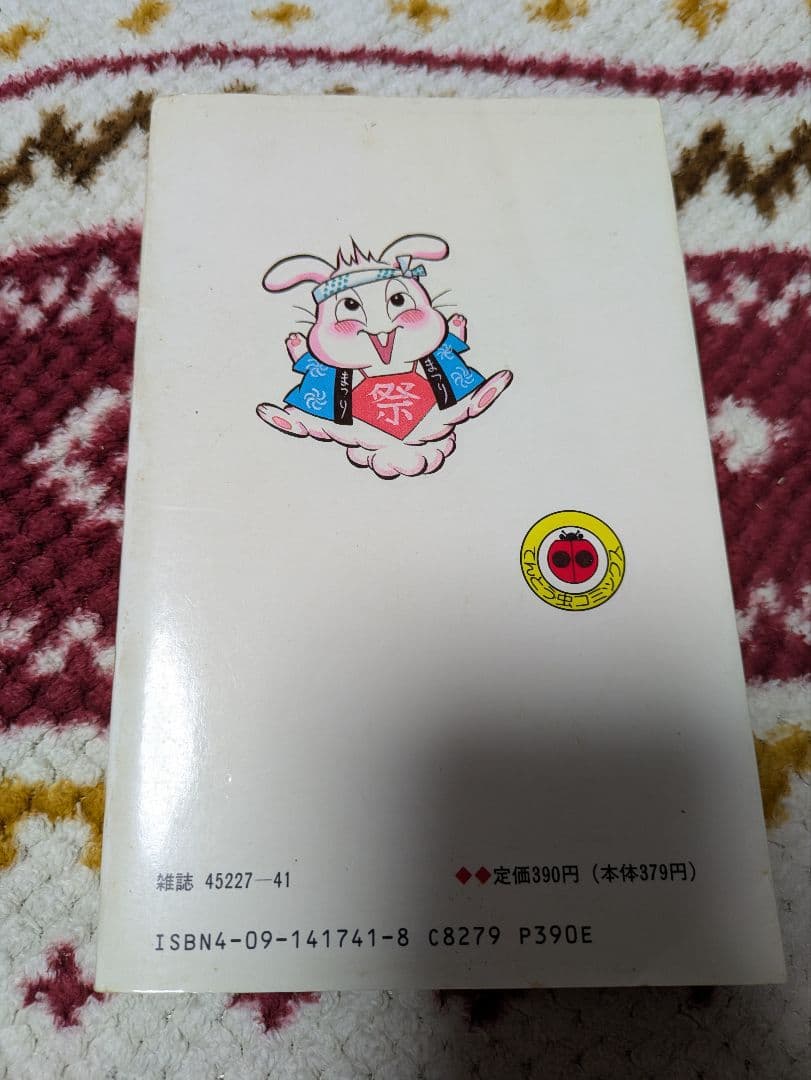 まつり
まつり
祭
てんとう虫コミックス
雑誌 45227-41
◆◆定価390円（本体379円）
ISBN4-09-141741-8 C8279 P390E